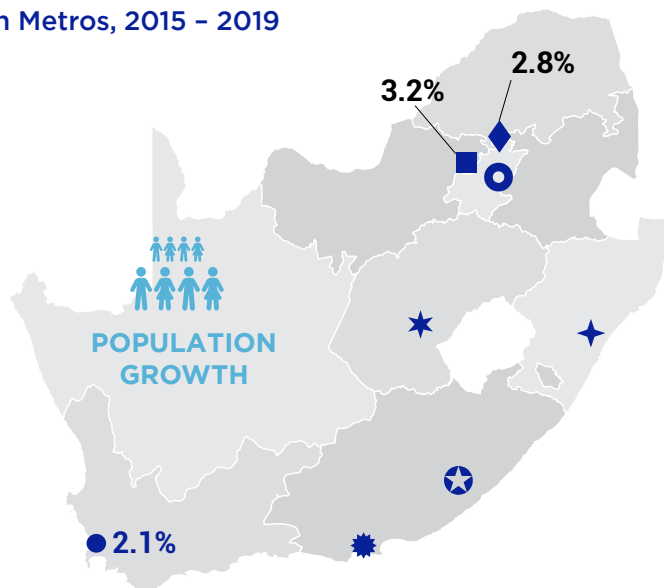 n Metros, 2015 – 2019
2.8%
3.2%
POPULATION
GROWTH
2.1%